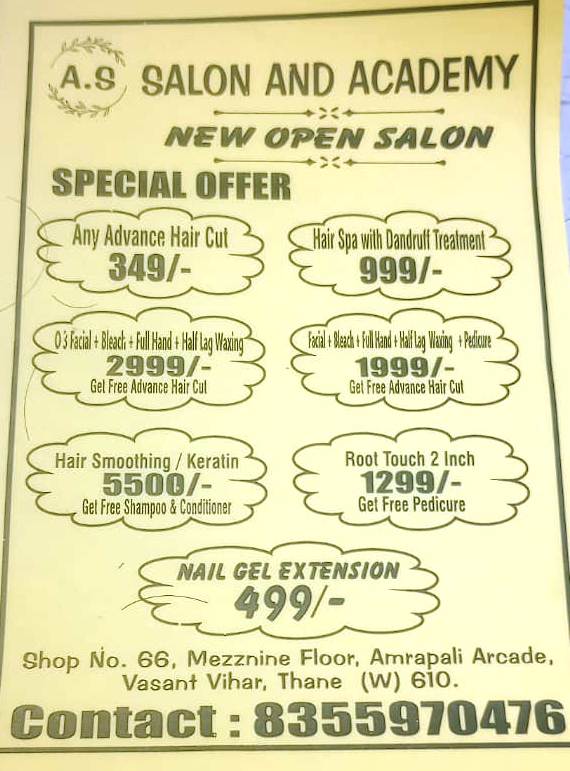 A.S SALON AND ACADEMY
NEW OPEN SALON
SPECIAL OFFER
Any Advance Hair Cut
349/-
Hair Spa with Dandruff Treatment
999/-
O3 Facial + Bleach + Full Hand + Half Lag Waxing
2999/-
Get Free Advance Hair Cut
Facial + Bleach + Full Hand + Half Lag Waxing + Pedicure
1999/-
Get Free Advance Hair Cut
Hair Smoothing / Keratin
5500/-
Get Free Shampoo & Conditioner
Root Touch 2 Inch
1299/-
Get Free Pedicure
NAIL GEL EXTENSION
499/-
Shop No. 66, Mezznine Floor, Amrapali Arcade,
Vasant Vihar, Thane (W) 610.
Contact : 8355970476